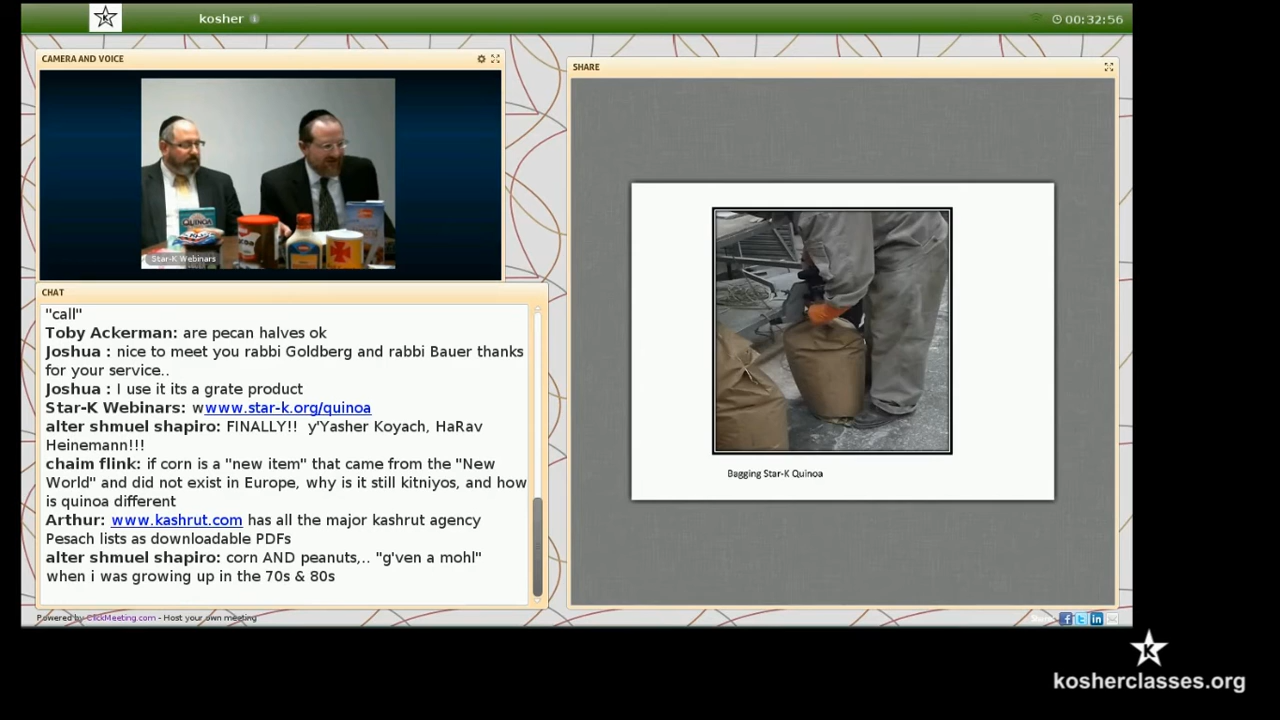 kosher
00:32:56
CAMERA AND VOICE
QUINOA
Star-K Webinars
SHARE
Bagging Star-K Quinoa
CHAT
"call"
Toby Ackerman: are pecan halves ok
Joshua : nice to meet you rabbi Goldberg and rabbi Bauer thanks
for your service..
Joshua : I use it its a grate product
Star-K Webinars: wwww.star-k.org/quinoa
alter shmuel shapiro: FINALLY!! y'Yasher Koyach, HaRav
Heinemann!!!
chaim flink: if corn is a "new item" that came from the "New
World" and did not exist in Europe, why is it still kitniyos, and how
is quinoa different
Arthur: www.kashrut.com has all the major kashrut agency
Pesach lists as downloadable PDFs
alter shmuel shapiro: corn AND peanuts,.. "g'ven a mohl"
when i was growing up in the 70s & 80s
Powered by ClickMeeting.com - Host your own meeting
K
kosherclasses.org